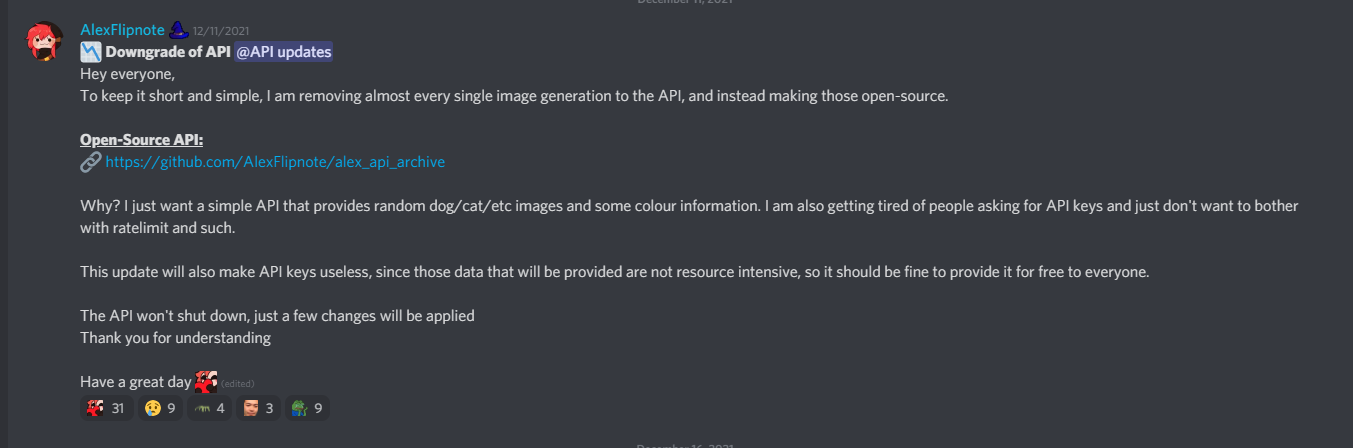 December 11, 2021
AlexFlipnote 12/11/2021
Downgrade of API @API updates
Hey everyone,
To keep it short and simple, I am removing almost every single image generation to the API, and instead making those open-source.
Open-Source API:
https://github.com/AlexFlipnote/alex_api_archive
Why? I just want a simple API that provides random dog/cat/etc images and some colour information. I am also getting tired of people asking for API keys and just don't want to bother
with ratelimit and such.
This update will also make API keys useless, since those data that will be provided are not resource intensive, so it should be fine to provide it for free to everyone.
The API won't shut down, just a few changes will be applied
Thank you for understanding
Have a great day (edited)
31 9 4 3 9
December 16, 2021